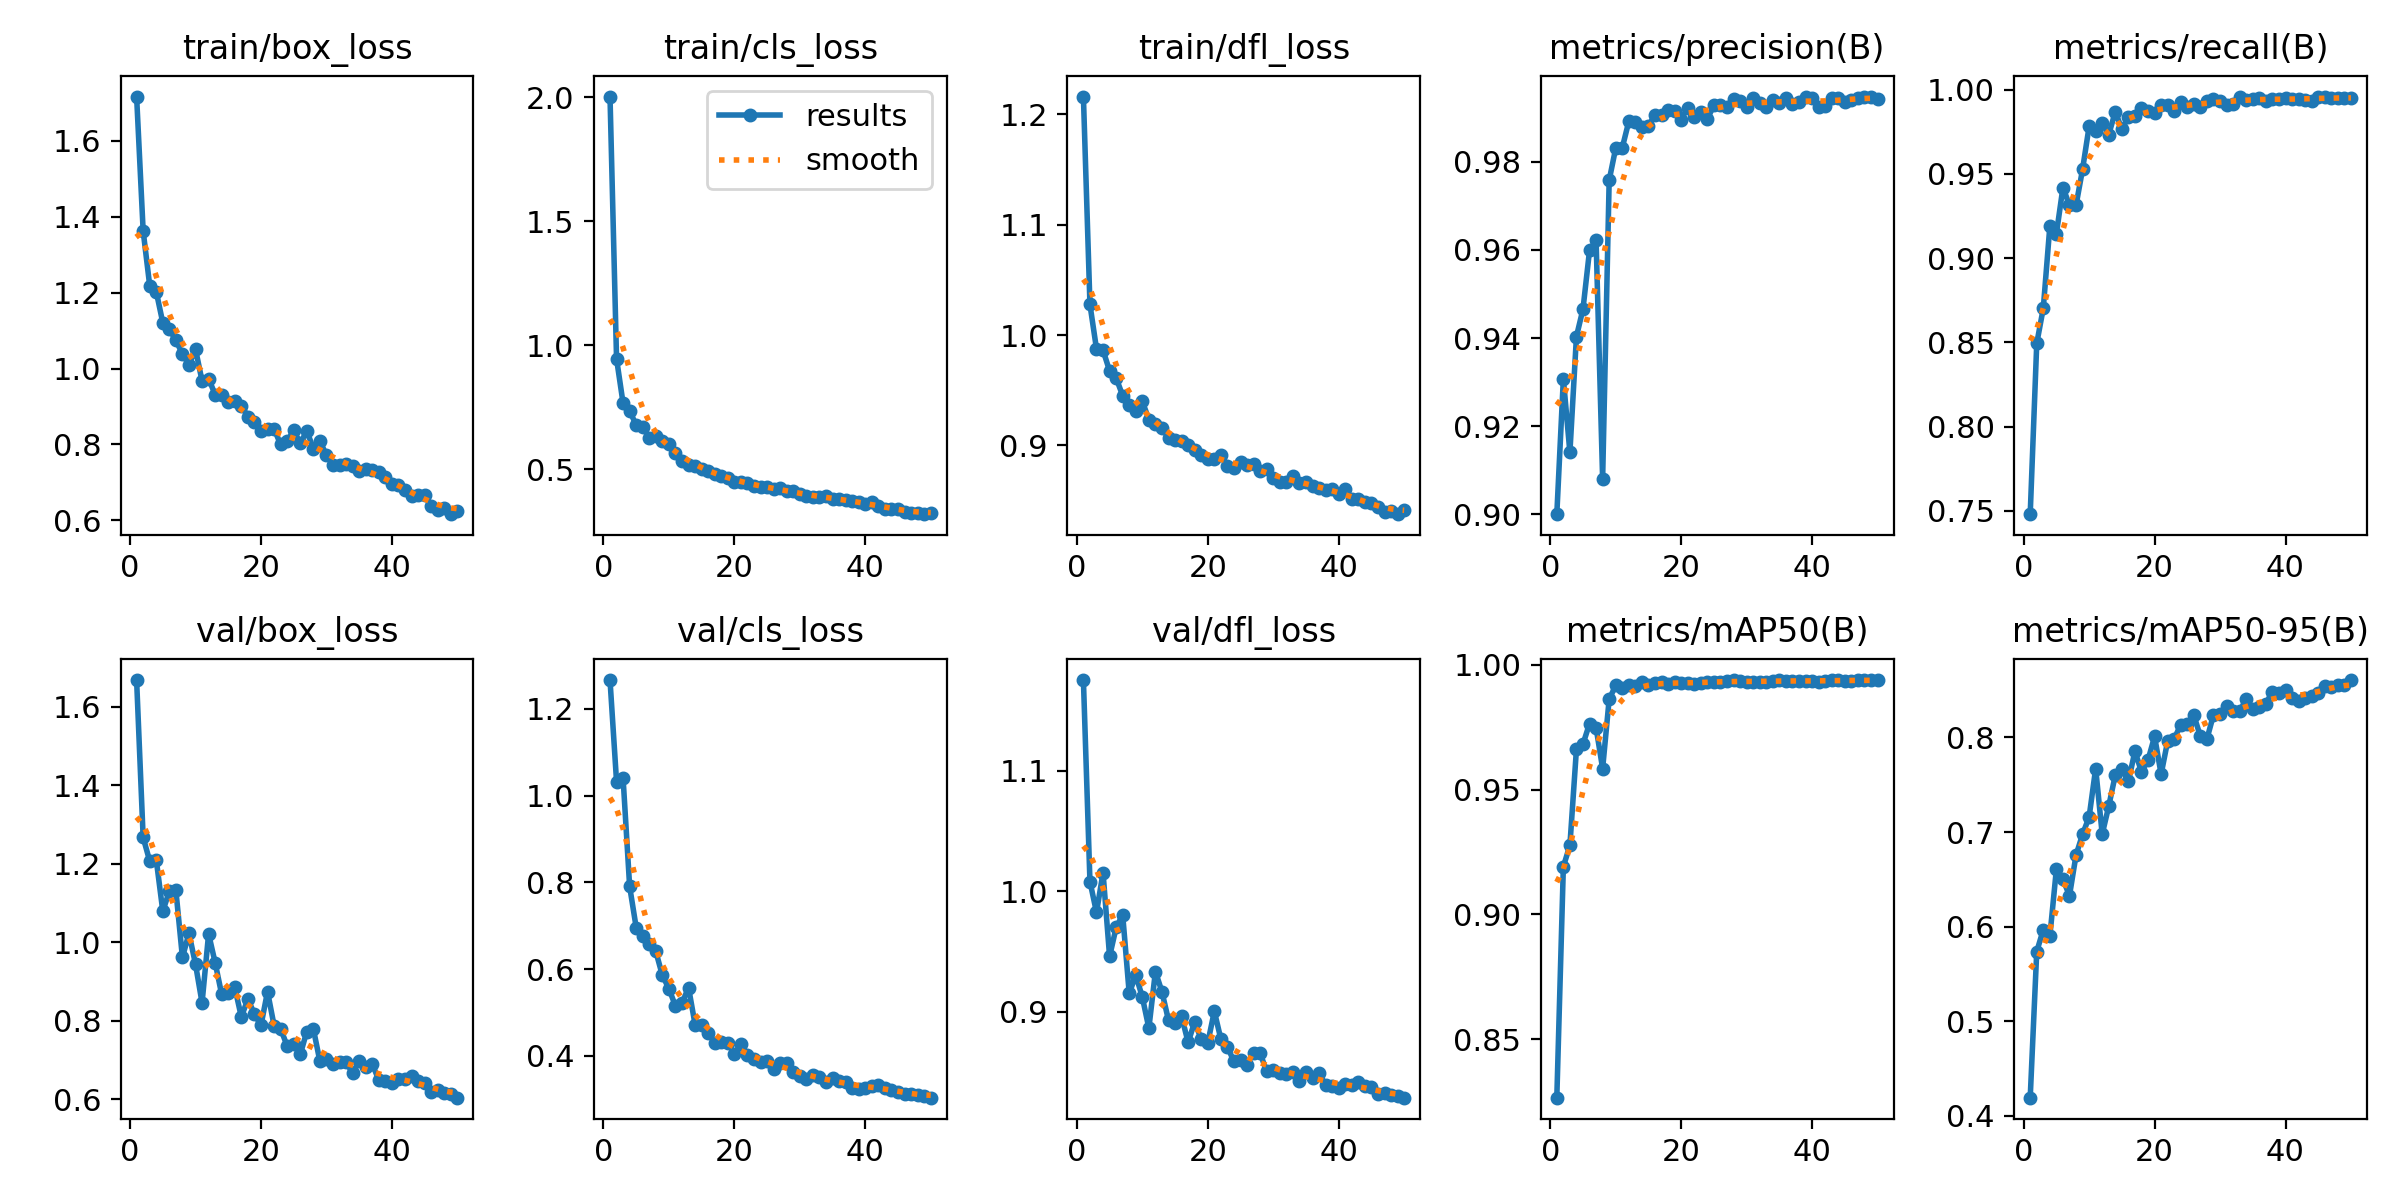 train/box_loss
train/cls_loss
train/dfl_loss
metrics/precision(B)
metrics/recall(B)
1.6
1.4
1.2
1.0
0.8
0.6
0 20 40
2.0
1.5
1.0
0.5
results
smooth
0 20 40
1.2
1.1
1.0
0.9
0 20 40
0.98
0.96
0.94
0.92
0.90
0 20 40
1.00
0.95
0.90
0.85
0.80
0.75
0 20 40
val/box_loss
val/cls_loss
val/dfl_loss
metrics/mAP50(B)
metrics/mAP50-95(B)
1.6
1.4
1.2
1.0
0.8
0.6
0 20 40
1.2
1.0
0.8
0.6
0.4
0 20 40
1.1
1.0
0.9
0 20 40
1.00
0.95
0.90
0.85
0 20 40
0.8
0.7
0.6
0.5
0.4
0 20 40